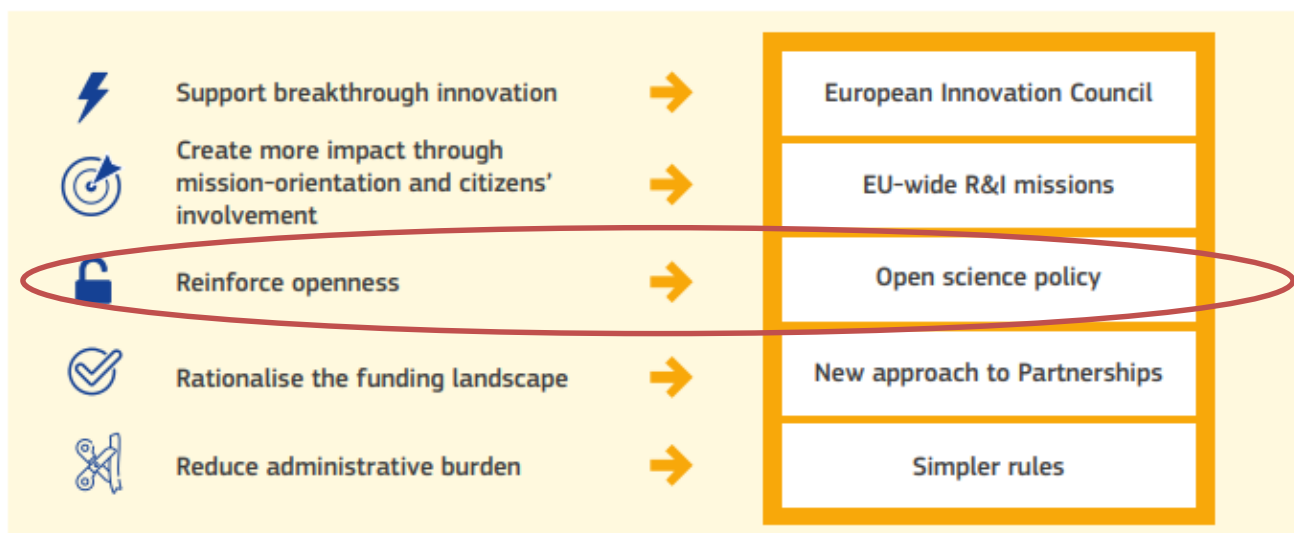 Support breakthrough innovation
European Innovation Council
Create more impact through
mission-orientation and citizens'
involvement
EU-wide R&I missions
Reinforce openness
Open science policy
Rationalise the funding landscape
New approach to Partnerships
Reduce administrative burden
Simpler rules